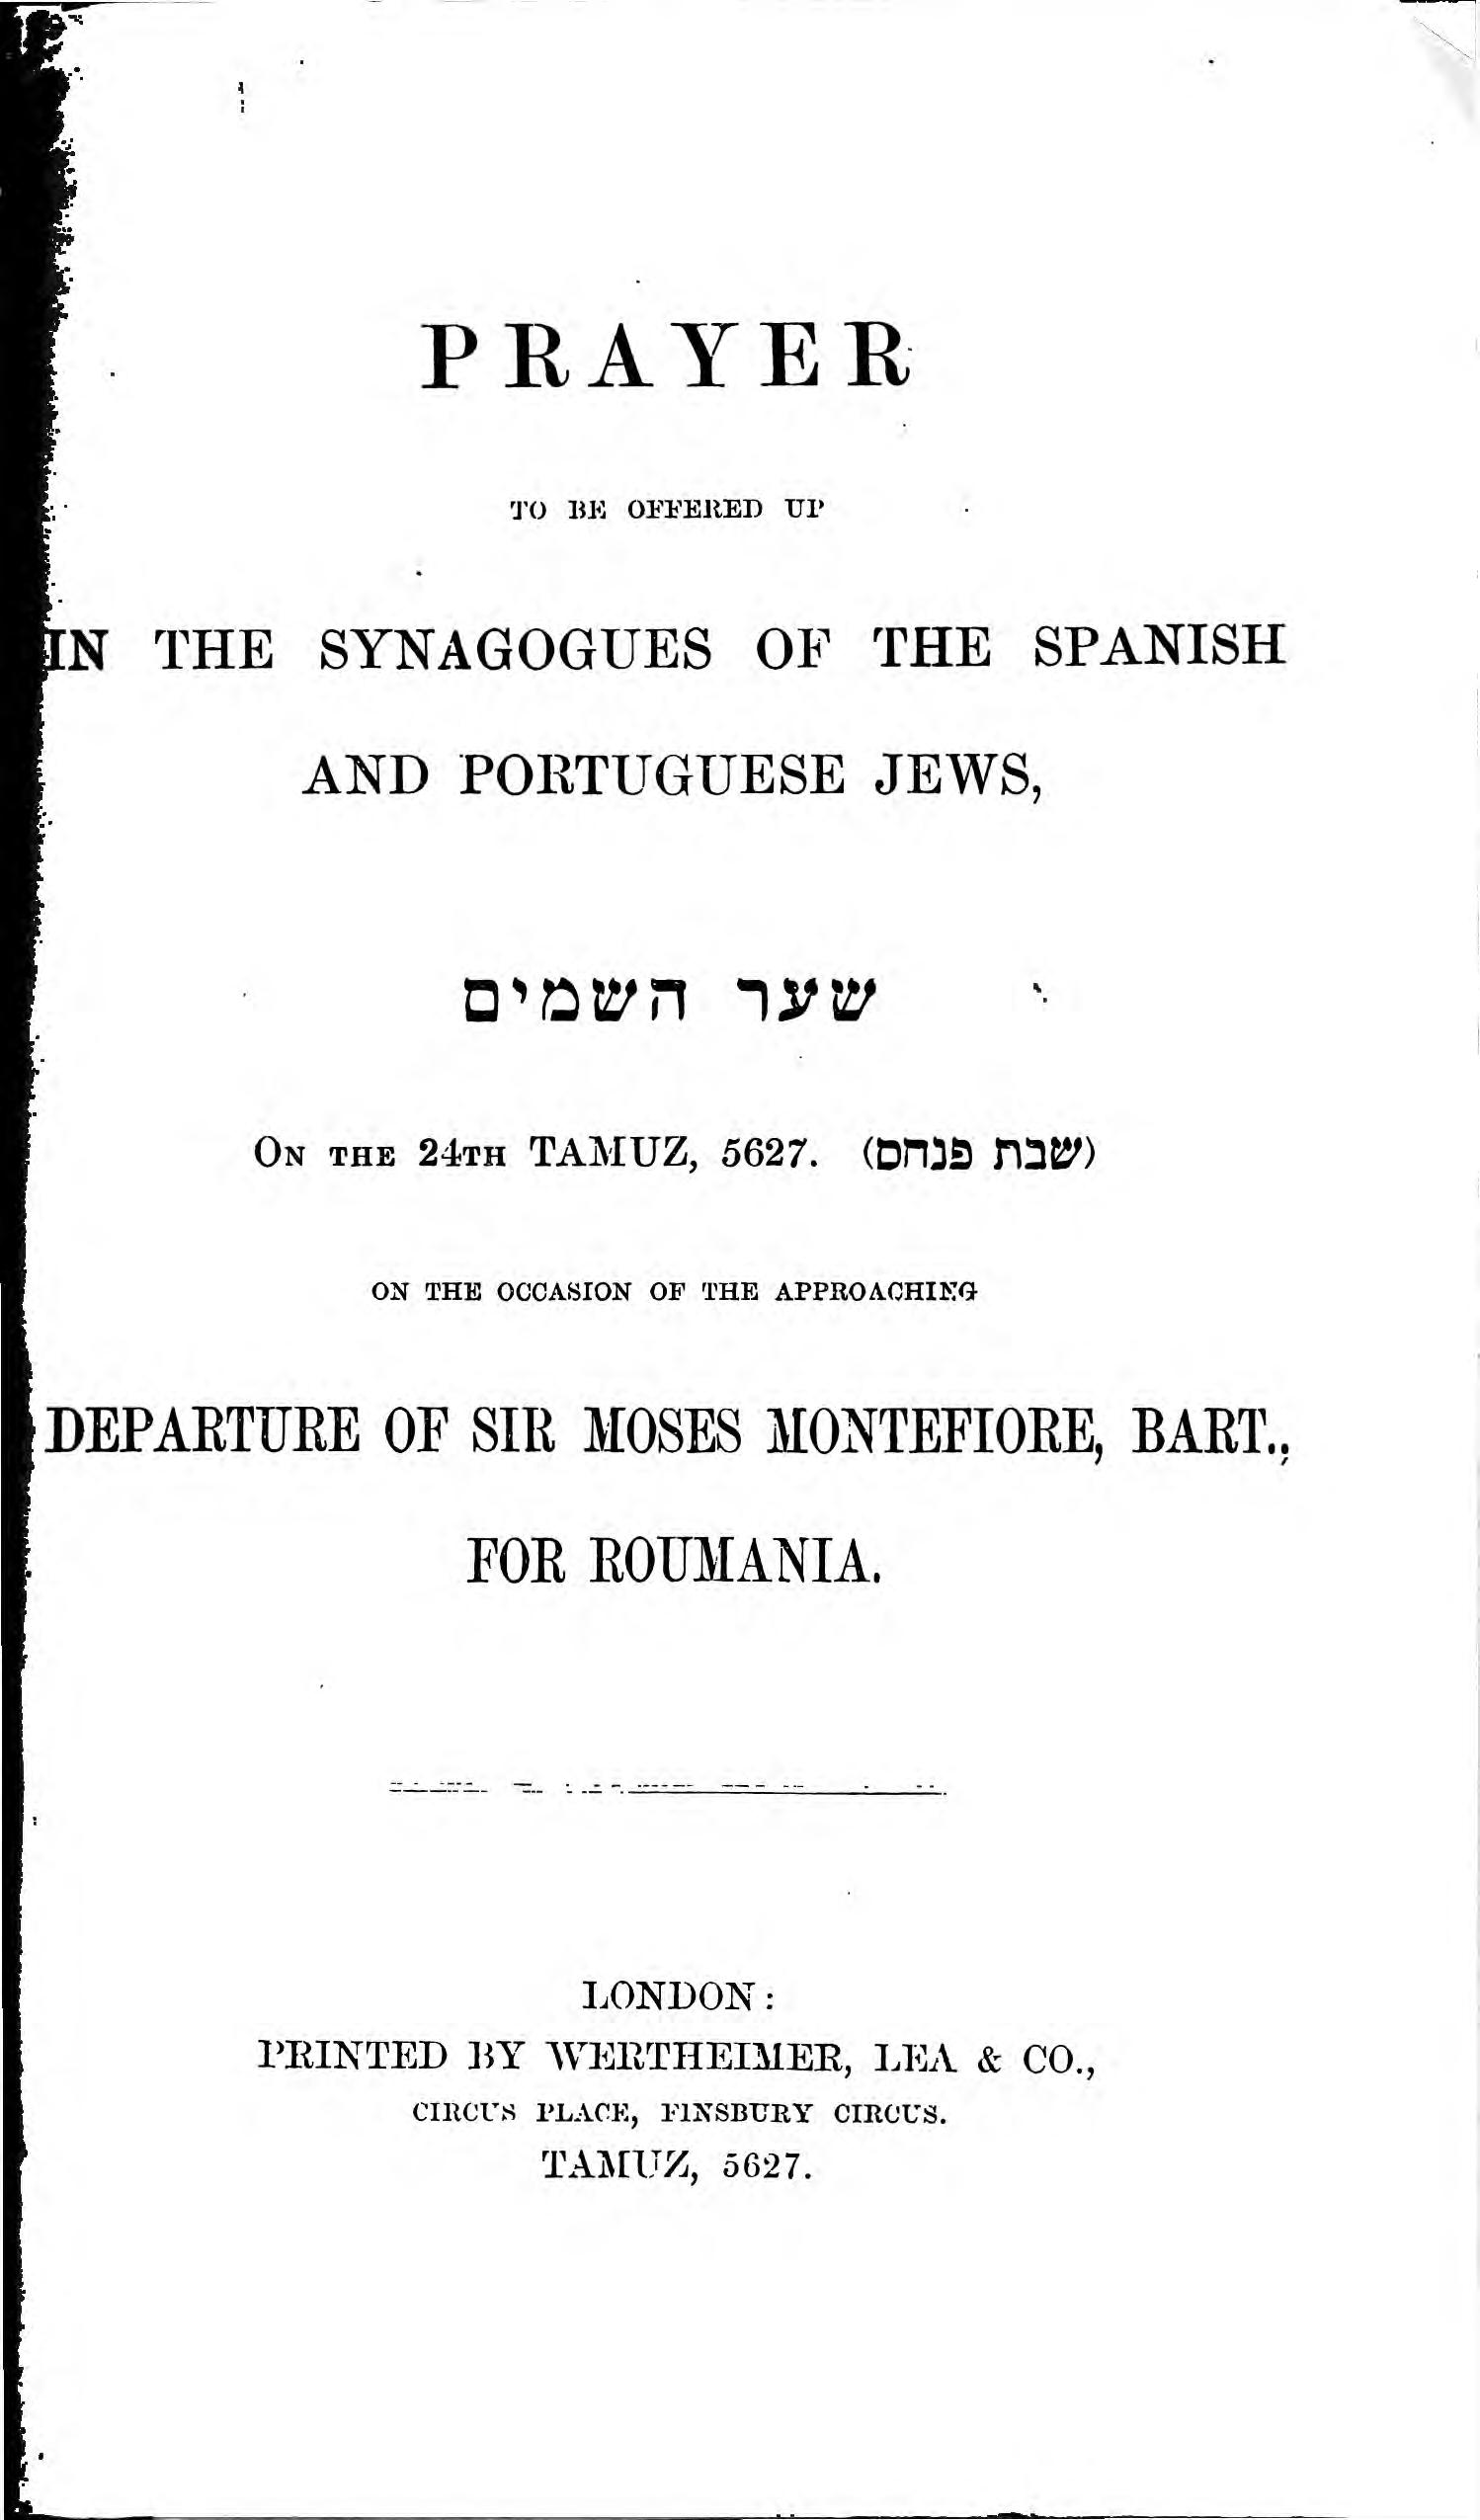 PRAYER
TO BE OFFERED UP
IN THE SYNAGOGUES OF THE SPANISH
AND PORTUGUESE JEWS,
שער השמים
ON THE 24TH TAMUZ, 5627. (שבת פנחס)
ON THE OCCASION OF THE APPROACHING
DEPARTURE OF SIR MOSES MONTEFIORE, BART.,
FOR ROUMANIA.
LONDON:
PRINTED BY WERTHEIMER, LEA & CO.,
CIRCUS PLACE, FINSBURY CIRCUS.
TAMUZ, 5627.